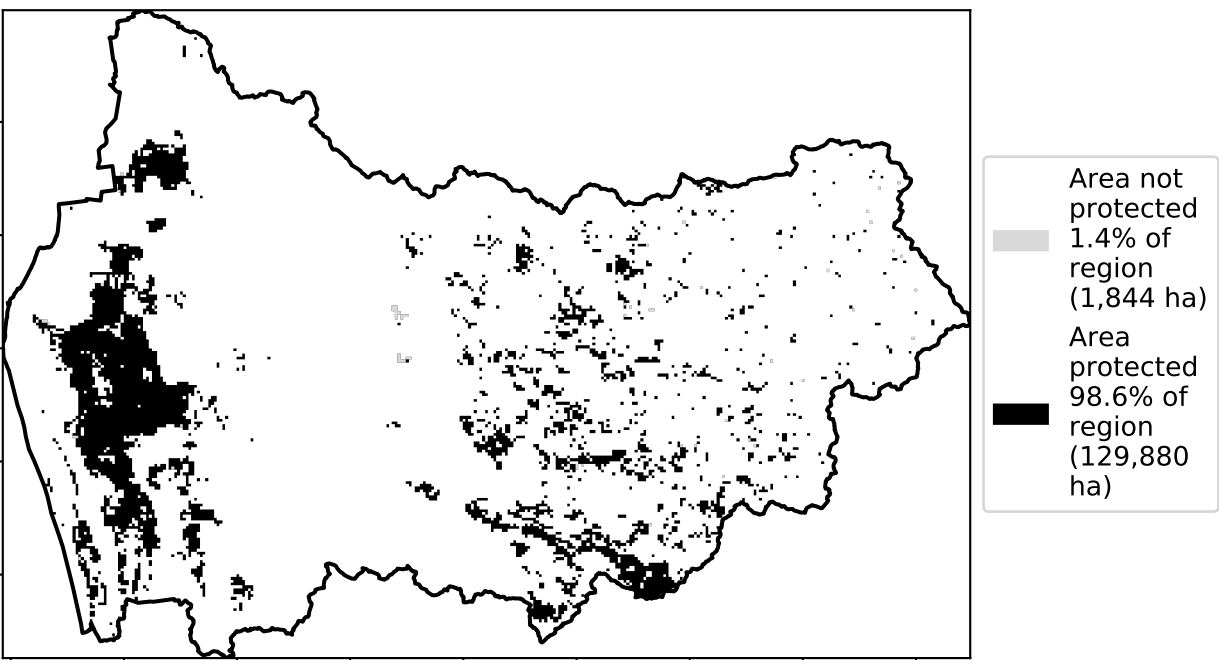 Area not
protected
1.4% of
region
(1,844 ha)
Area
protected
98.6% of
region
(129,880
ha)